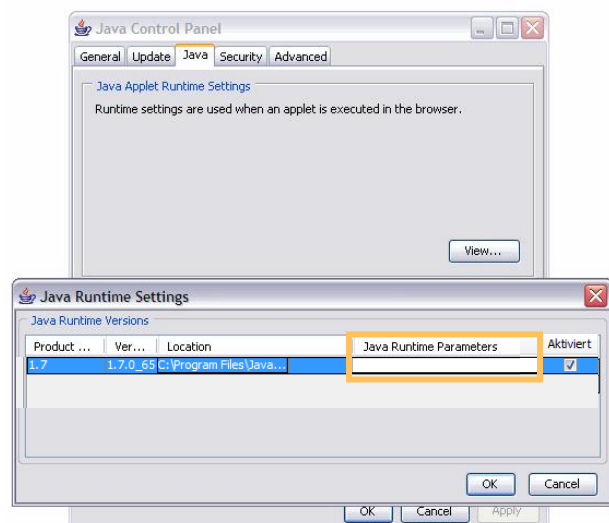 Java Control Panel
General Update Java Security Advanced
Java Applet Runtime Settings
Runtime settings are used when an applet is executed in the browser.
View...
Java Runtime Settings
Java Runtime Versions
Product ... Ver... Location Java Runtime Parameters Aktiviert
1.7 1.7.0_65 C:\Program Files\Java...
OK Cancel
OK Cancel Apply